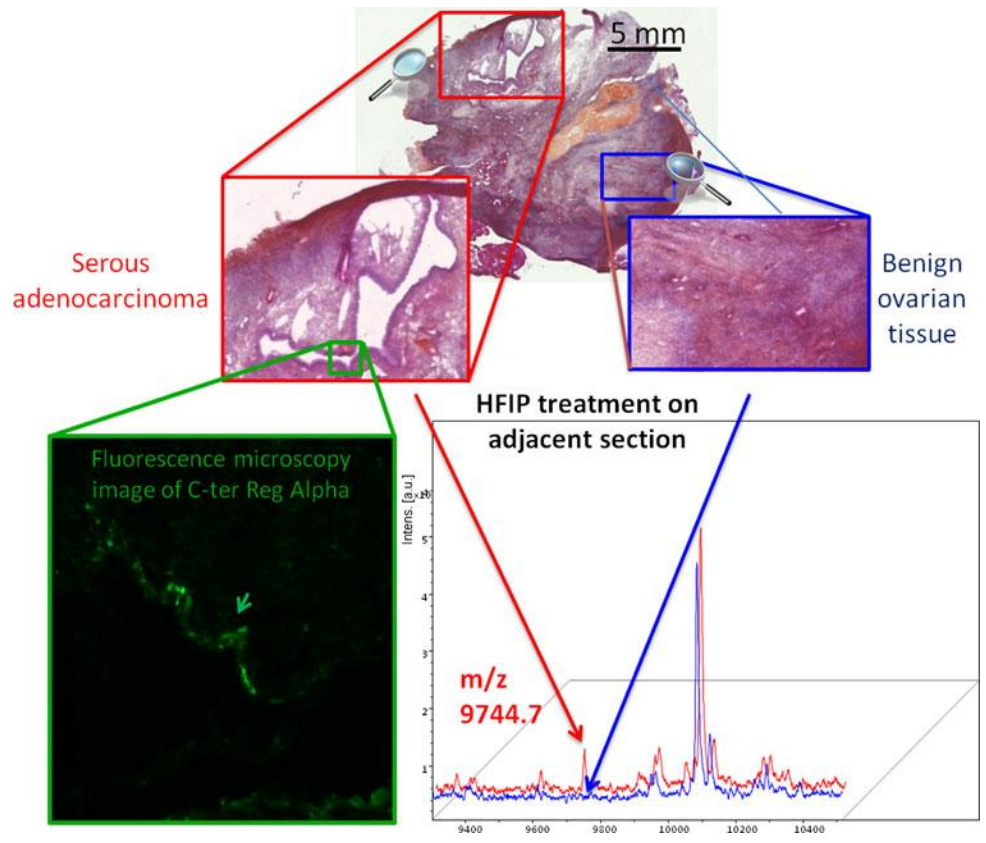 5 mm
Serous
adenocarcinoma
Benign
ovarian
tissue
HFIP treatment on
adjacent section
Fluorescence microscopy
image of C-ter Reg Alpha
Intens. [a.u.]
5
4
3
2
1
m/z
9744.7
9400 9600 9800 10000 10200 10400